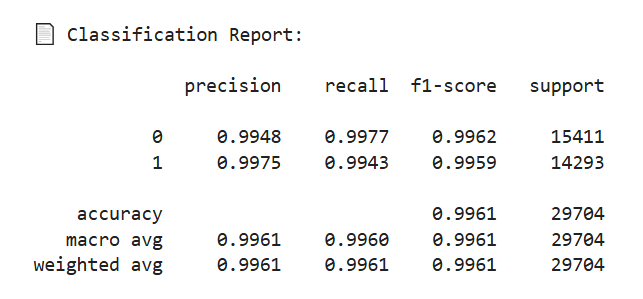 📄 Classification Report:
precision recall f1-score support
0 0.9948 0.9977 0.9962 15411
1 0.9975 0.9943 0.9959 14293
accuracy 0.9961 29704
macro avg 0.9961 0.9960 0.9961 29704
weighted avg 0.9961 0.9961 0.9961 29704